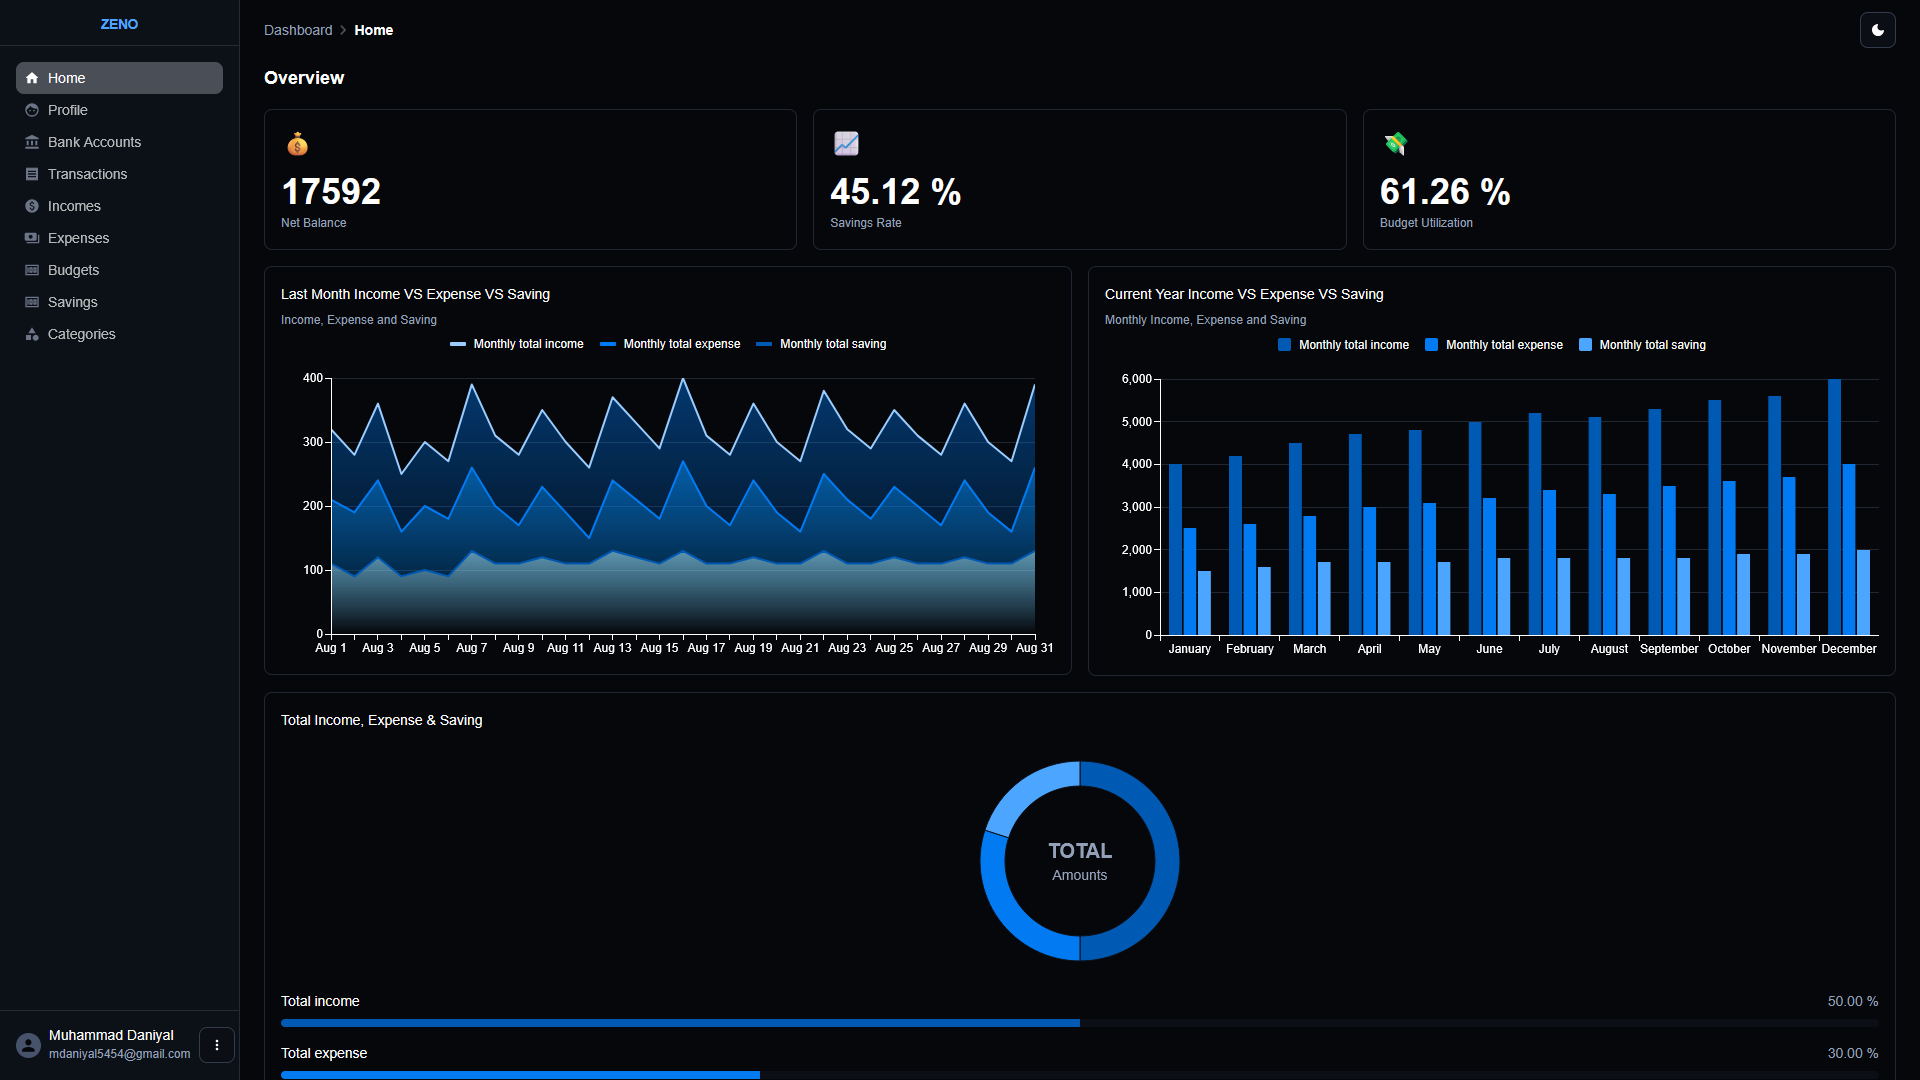 ZENO
Home
Profile
Bank Accounts
Transactions
Incomes
Expenses
Budgets
Savings
Categories
Muhammad Daniyal
mdaniyal5454@gmail.com
Dashboard > Home
Overview
17592
Net Balance
45.12 %
Savings Rate
61.26 %
Budget Utilization
Last Month Income VS Expense VS Saving
Income, Expense and Saving
Monthly total income Monthly total expense Monthly total saving
400
300
200
100
0
Aug 1 Aug 3 Aug 5 Aug 7 Aug 9 Aug 11 Aug 13 Aug 15 Aug 17 Aug 19 Aug 21 Aug 23 Aug 25 Aug 27 Aug 29 Aug 31
Current Year Income VS Expense VS Saving
Monthly Income, Expense and Saving
Monthly total income Monthly total expense Monthly total saving
6,000
5,000
4,000
3,000
2,000
1,000
0
January February March April May June July August September October November December
Total Income, Expense & Saving
TOTAL
Amounts
Total income 50.00 %
Total expense 30.00 %